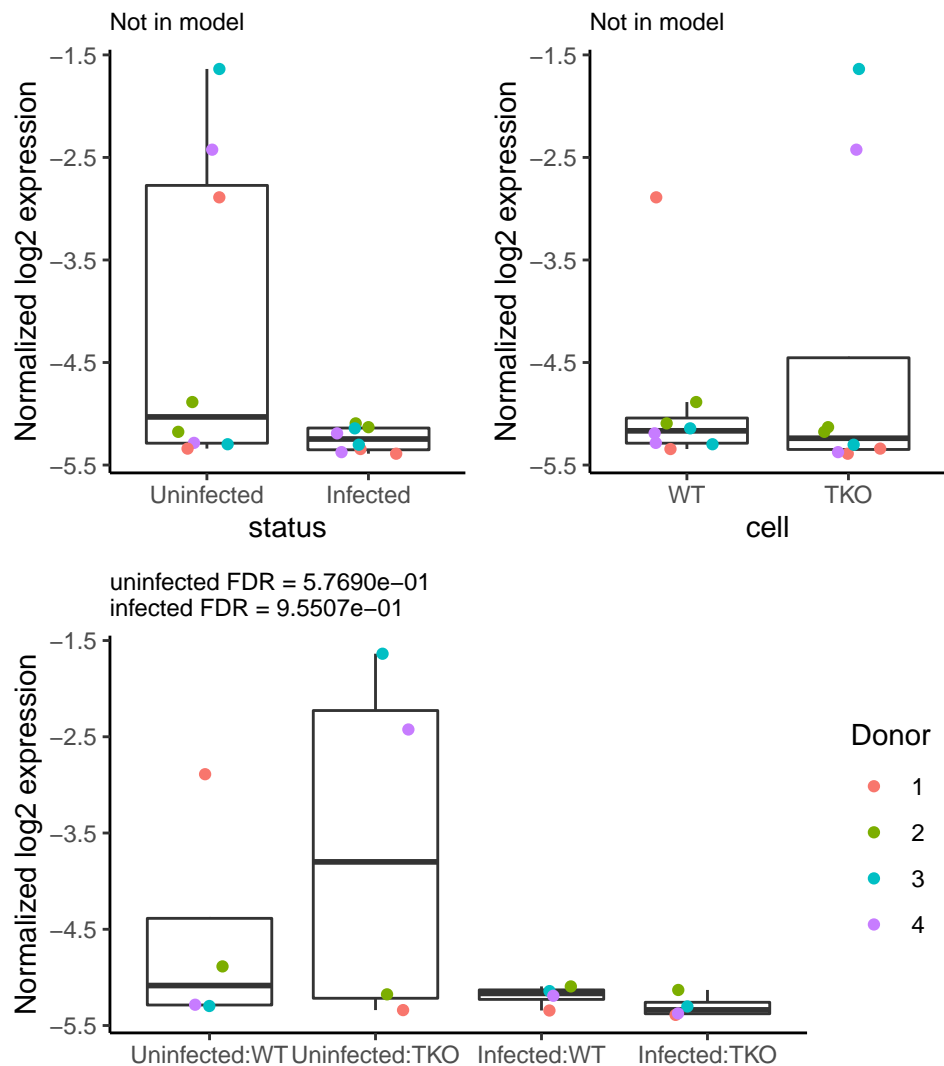 Not in model
Normalized log2 expression
−1.5
−2.5
−3.5
−4.5
−5.5
Uninfected
Infected
status
Not in model
Normalized log2 expression
−1.5
−2.5
−3.5
−4.5
−5.5
WT
TKO
cell
uninfected FDR = 5.7690e−01
infected FDR = 9.5507e−01
Normalized log2 expression
−1.5
−2.5
−3.5
−4.5
−5.5
Uninfected:WT
Uninfected:TKO
Infected:WT
Infected:TKO
Donor
1
2
3
4